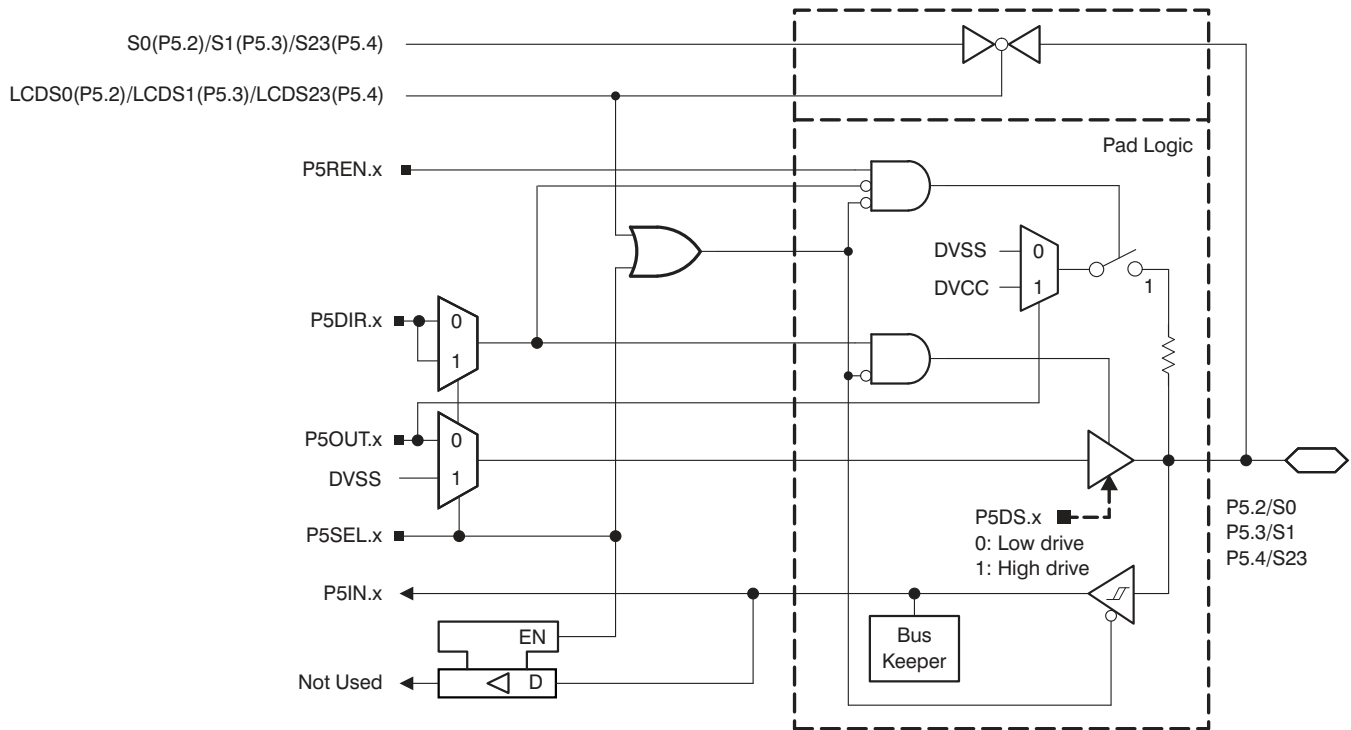 S0(P5.2)/S1(P5.3)/S23(P5.4)
LCDS0(P5.2)/LCDS1(P5.3)/LCDS23(P5.4)
Pad Logic
P5REN.x
DVSS
0
DVCC
1
1
P5DIR.x
0
1
P5OUT.x
0
DVSS
1
P5SEL.x
P5DS.x
0: Low drive
1: High drive
P5.2/S0
P5.3/S1
P5.4/S23
P5IN.x
Bus
Keeper
EN
D
Not Used